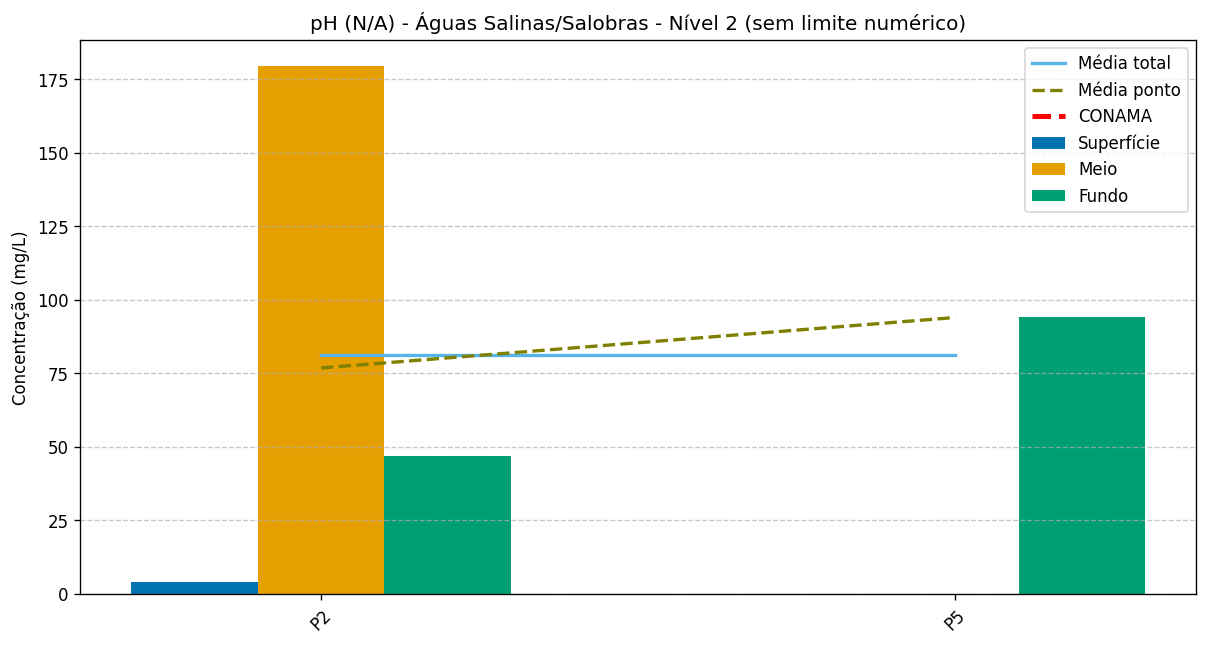 pH (N/A) - Águas Salinas/Salobras - Nível 2 (sem limite numérico)
Média total
Média ponto
CONAMA
Superfície
Meio
Fundo
Concentração (mg/L)
175
150
125
100
75
50
25
0
P2
P5